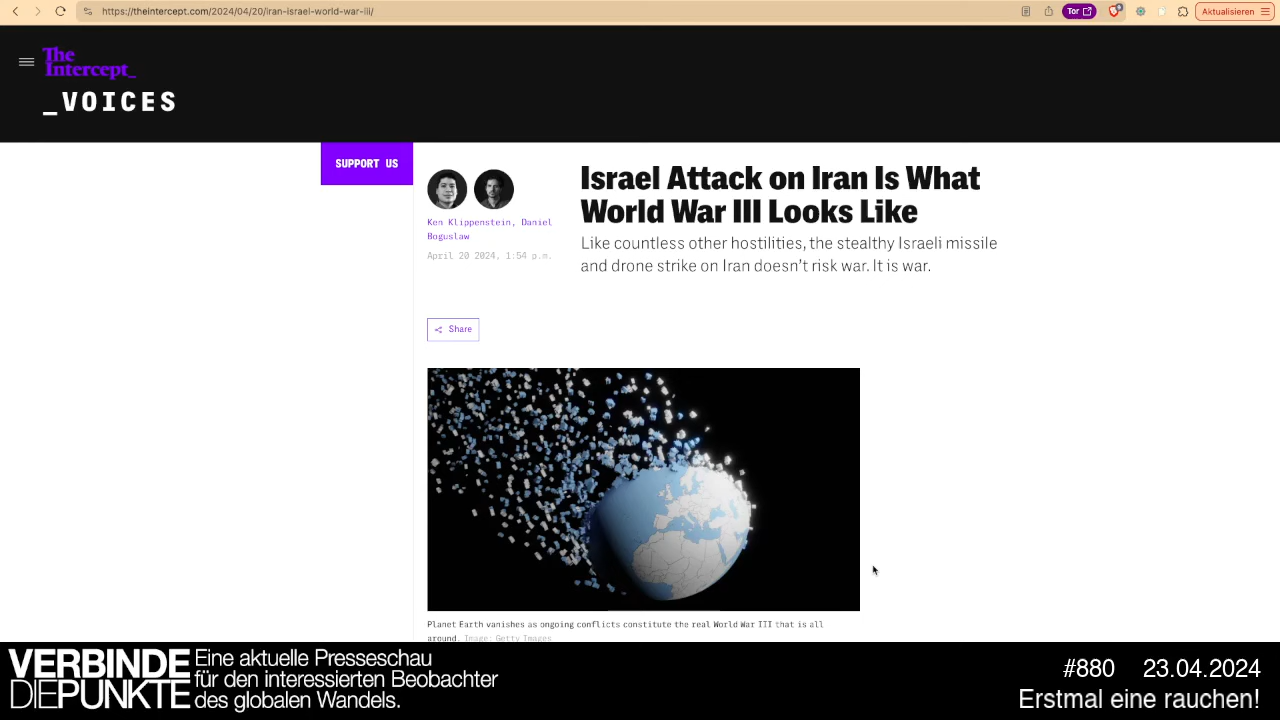 https://theintercept.com/2024/04/20/iran-israel-world-war-iii/
Tor
Aktualisieren
The
Intercept_
_VOICES
SUPPORT US
Ken Klippenstein, Daniel
Boguslaw
April 20 2024, 1:54 p.m.
Israel Attack on Iran Is What
World War III Looks Like
Like countless other hostilities, the stealthy Israeli missile
and drone strike on Iran doesn’t risk war. It is war.
Share
Planet Earth vanishes as ongoing conflicts constitute the real World War III that is all
around. Image: Getty Images
VERBINDE
DIEPUNKTE
Eine aktuelle Presseschau
für den interessierten Beobachter
des globalen Wandels.
#880 23.04.2024
Erstmal eine rauchen!